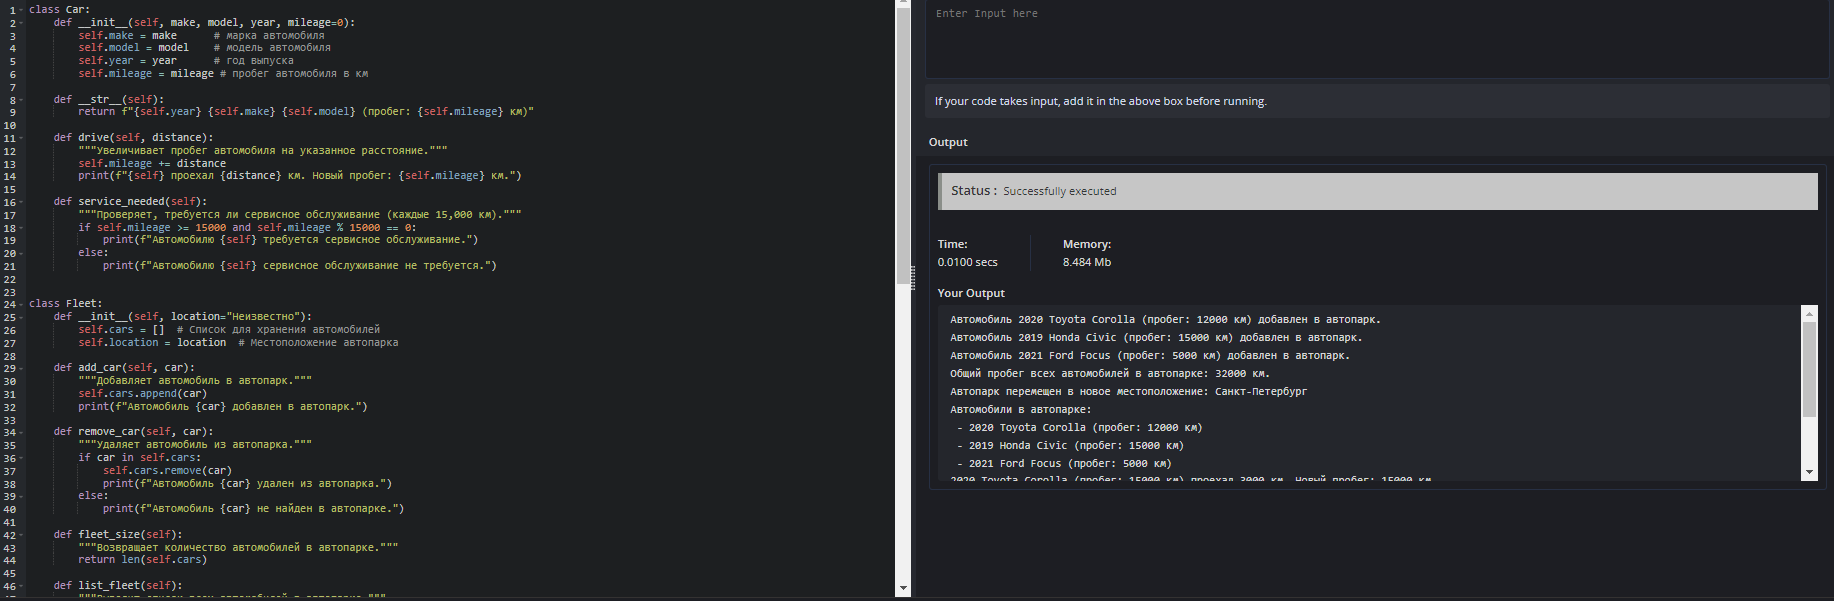 1 class Car:
2     def __init__(self, make, model, year, mileage=0):
3         self.make = make      # марка автомобиля
4         self.model = model    # модель автомобиля
5         self.year = year      # год выпуска
6         self.mileage = mileage # пробег автомобиля в км
7
8     def __str__(self):
9         return f"{self.year} {self.make} {self.model} (пробег: {self.mileage} км)"
10
11     def drive(self, distance):
12         """Увеличивает пробег автомобиля на указанное расстояние."""
13         self.mileage += distance
14         print(f"{self} проехал {distance} км. Новый пробег: {self.mileage} км.")
15
16     def service_needed(self):
17         """Проверяет, требуется ли сервисное обслуживание (каждые 15,000 км)."""
18         if self.mileage >= 15000 and self.mileage % 15000 == 0:
19             print(f"Автомобилю {self} требуется сервисное обслуживание.")
20         else:
21             print(f"Автомобилю {self} сервисное обслуживание не требуется.")
22
23
24 class Fleet:
25     def __init__(self, location="Неизвестно"):
26         self.cars = []  # Список для хранения автомобилей
27         self.location = location  # Местоположение автопарка
28
29     def add_car(self, car):
30         """Добавляет автомобиль в автопарк."""
31         self.cars.append(car)
32         print(f"Автомобиль {car} добавлен в автопарк.")
33
34     def remove_car(self, car):
35         """Удаляет автомобиль из автопарка."""
36         if car in self.cars:
37             self.cars.remove(car)
38             print(f"Автомобиль {car} удален из автопарка.")
39         else:
40             print(f"Автомобиль {car} не найден в автопарке.")
41
42     def fleet_size(self):
43         """Возвращает количество автомобилей в автопарке."""
44         return len(self.cars)
45
46     def list_fleet(self):
Enter Input here
If your code takes input, add it in the above box before running.
Output
Status : Successfully executed
Time:
0.0100 secs
Memory:
8.484 Mb
Your Output
Автомобиль 2020 Toyota Corolla (пробег: 12000 км) добавлен в автопарк.
Автомобиль 2019 Honda Civic (пробег: 15000 км) добавлен в автопарк.
Автомобиль 2021 Ford Focus (пробег: 5000 км) добавлен в автопарк.
Общий пробег всех автомобилей в автопарке: 32000 км.
Автопарк перемещен в новое местоположение: Санкт-Петербург
Автомобили в автопарке:
 - 2020 Toyota Corolla (пробег: 12000 км)
 - 2019 Honda Civic (пробег: 15000 км)
 - 2021 Ford Focus (пробег: 5000 км)
2020 Toyota Corolla (пробег: 15000 км) проехал 3000 км. Новый пробег: 15000 км.